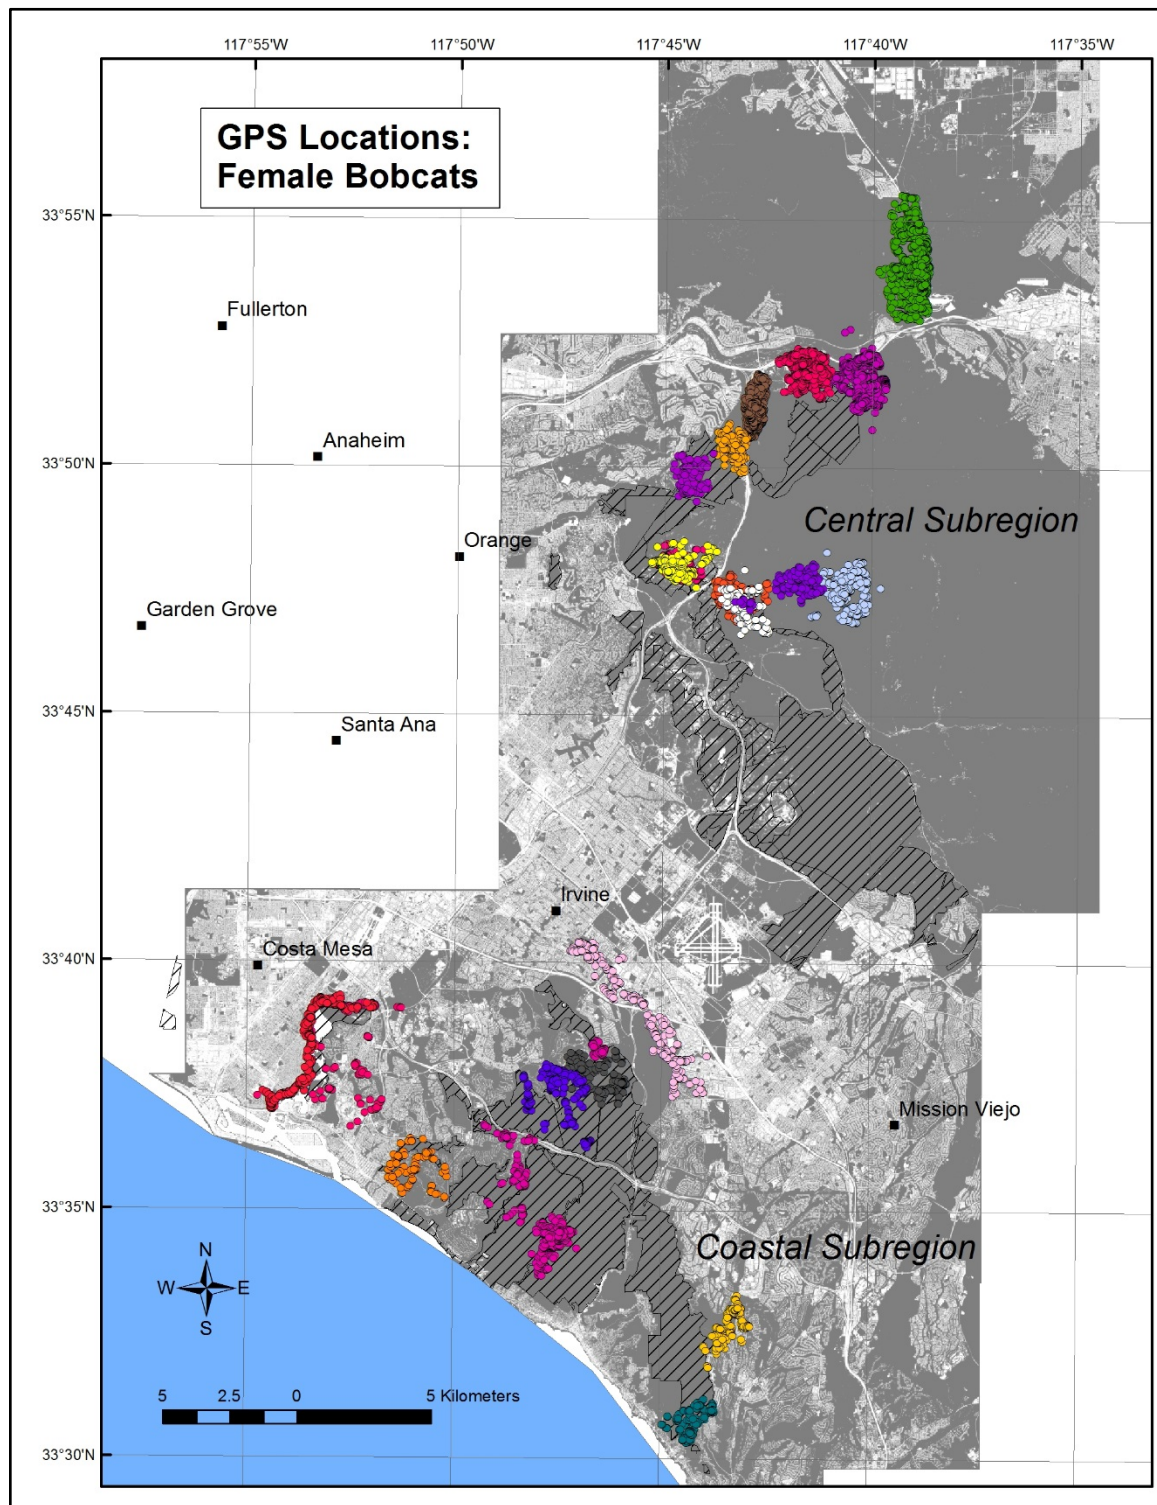 117°55'W 117°50'W 117°45'W 117°40'W 117°35'W
GPS Locations:
Female Bobcats
33°55'N
Fullerton
Anaheim
33°50'N
Central Subregion
Orange
Garden Grove
33°45'N
Santa Ana
Irvine
Costa Mesa
33°40'N
Mission Viejo
33°35'N
Coastal Subregion
N
W E
S
5 2.5 0 5 Kilometers
33°30'N